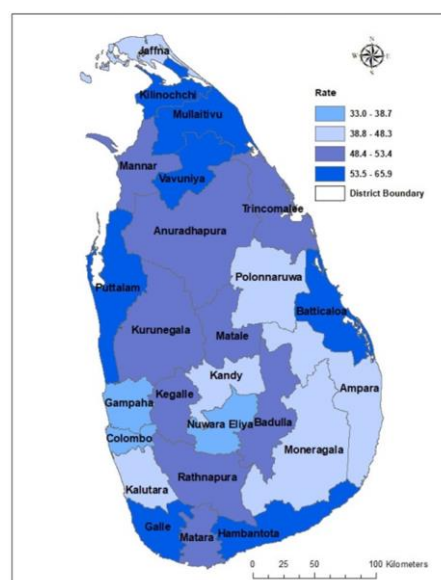 Jaffna
N
W E
S
Kilinochchi
Mullaitivu
Rate
33.0 - 38.7
38.8 - 48.3
48.4 - 53.4
53.5 - 65.9
District Boundary
Mannar
Vavuniya
Trincomalee
Anuradhapura
Polonnaruwa
Puttalam
Batticaloa
Kurunegala
Matale
Kandy
Ampara
Gampaha
Kegalle
Nuwara Eliya
Badulla
Colombo
Moneragala
Rathnapura
Kalutara
Galle
Hambantota
Matara
0 25 50 100 Kilometers